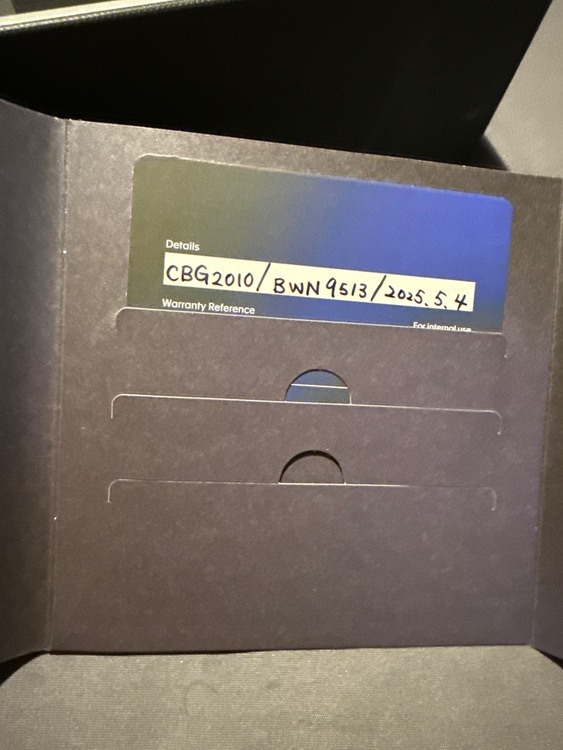 Details
CBG2010/BWN9513/2025.5.4
Warranty Reference
For internal use